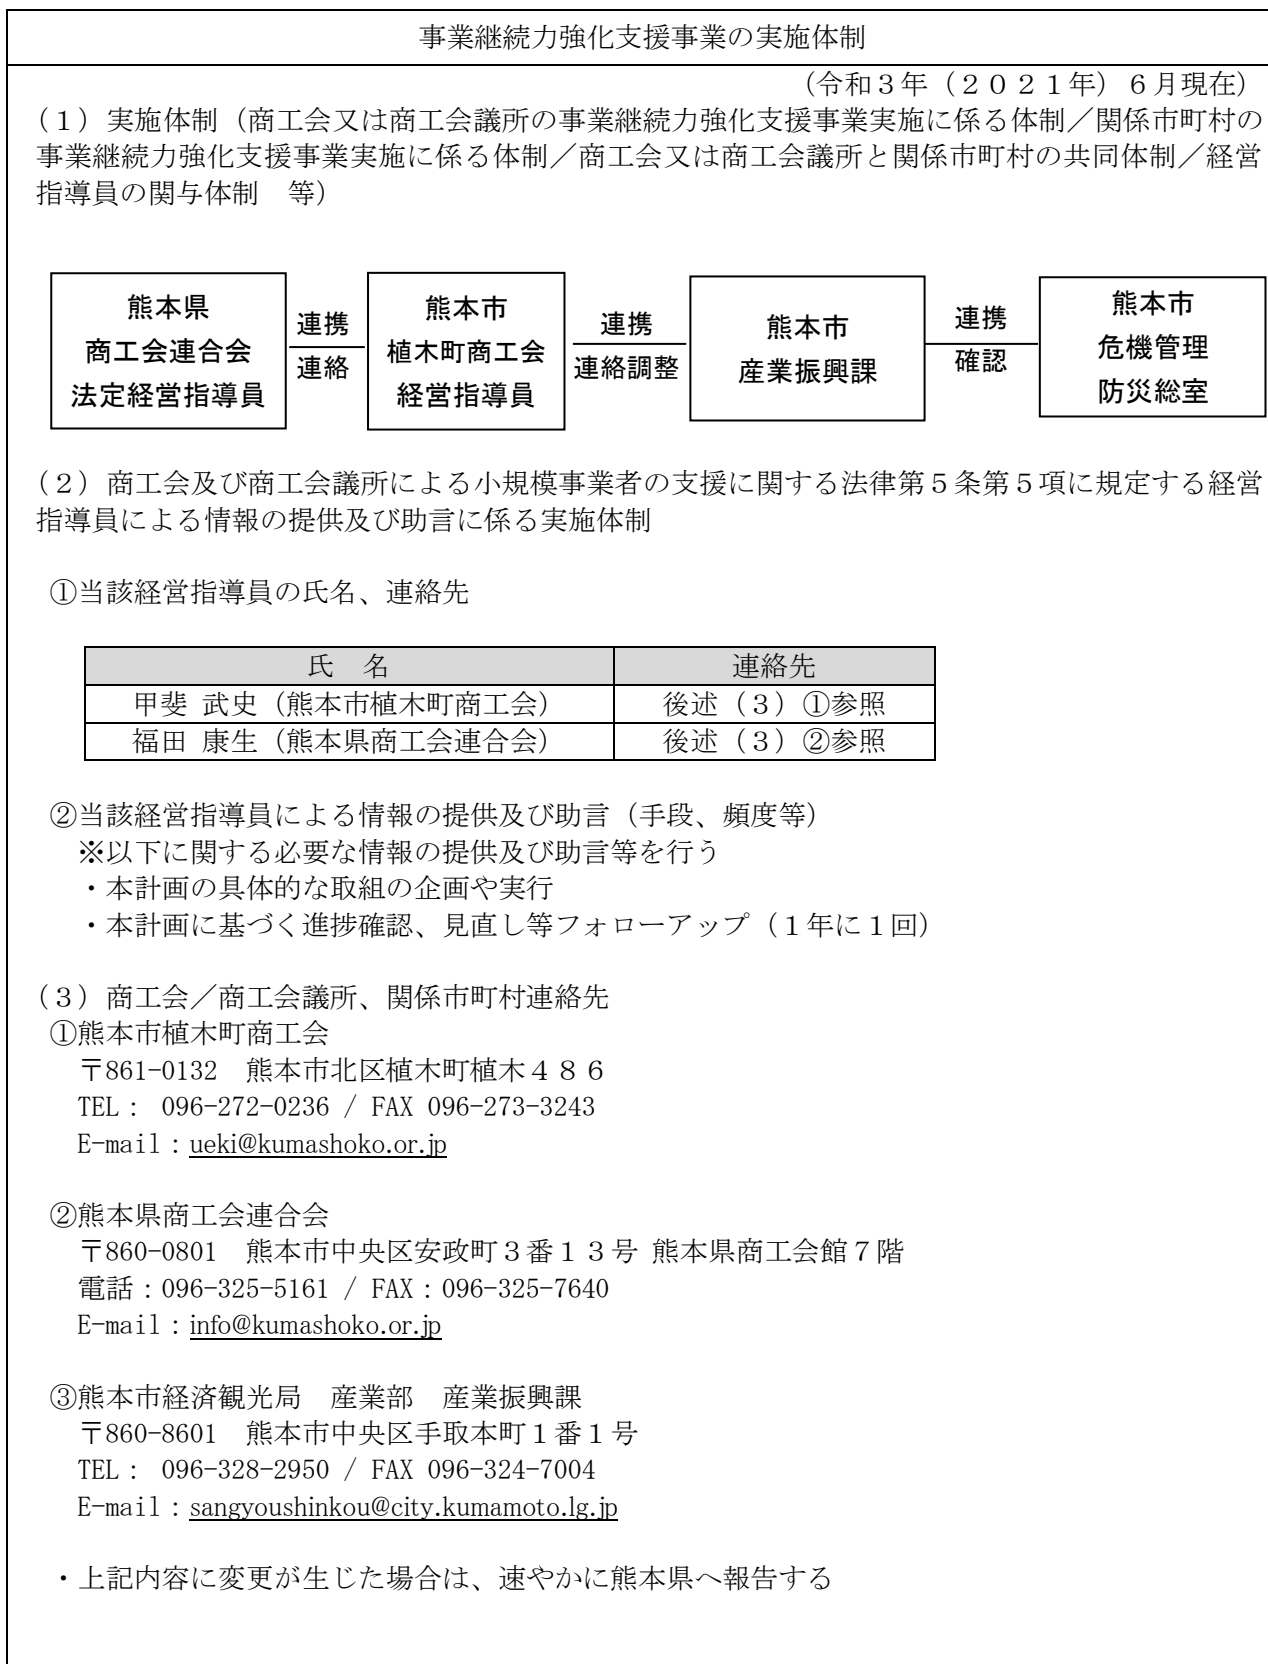 事業継続力強化支援事業の実施体制
(令和3年(2021年)6月現在)
(1)実施体制(商工会又は商工会議所の事業継続力強化支援事業実施に係る体制/関係市町村の
事業継続力強化支援事業実施に係る体制/商工会又は商工会議所と関係市町村の共同体制/経営
指導員の関与体制 等)
熊本県
商工会連合会
法定経営指導員
連携
連絡
熊本市
植木町商工会
経営指導員
連携
連絡調整
熊本市
産業振興課
連携
確認
熊本市
危機管理
防災総室
(2)商工会及び商工会議所による小規模事業者の支援に関する法律第5条第5項に規定する経営
指導員による情報の提供及び助言に係る実施体制
①当該経営指導員の氏名、連絡先
氏 名 連絡先
甲斐 武史(熊本市植木町商工会) 後述(3)①参照
福田 康生(熊本県商工会連合会) 後述(3)②参照
②当該経営指導員による情報の提供及び助言(手段、頻度等)
※以下に関する必要な情報の提供及び助言等を行う
・本計画の具体的な取組の企画や実行
・本計画に基づく進捗確認、見直し等フォローアップ(1年に1回)
(3)商工会/商工会議所、関係市町村連絡先
①熊本市植木町商工会
〒861-0132 熊本市北区植木町植木486
TEL: 096-272-0236 / FAX 096-273-3243
E-mail:ueki@kumashoko.or.jp
②熊本県商工会連合会
〒860-0801 熊本市中央区安政町3番13号 熊本県商工会館7階
電話:096-325-5161 / FAX:096-325-7640
E-mail:info@kumashoko.or.jp
③熊本市経済観光局 産業部 産業振興課
〒860-8601 熊本市中央区手取本町1番1号
TEL: 096-328-2950 / FAX 096-324-7004
E-mail:sangyoushinkou@city.kumamoto.lg.jp
・上記内容に変更が生じた場合は、速やかに熊本県へ報告する